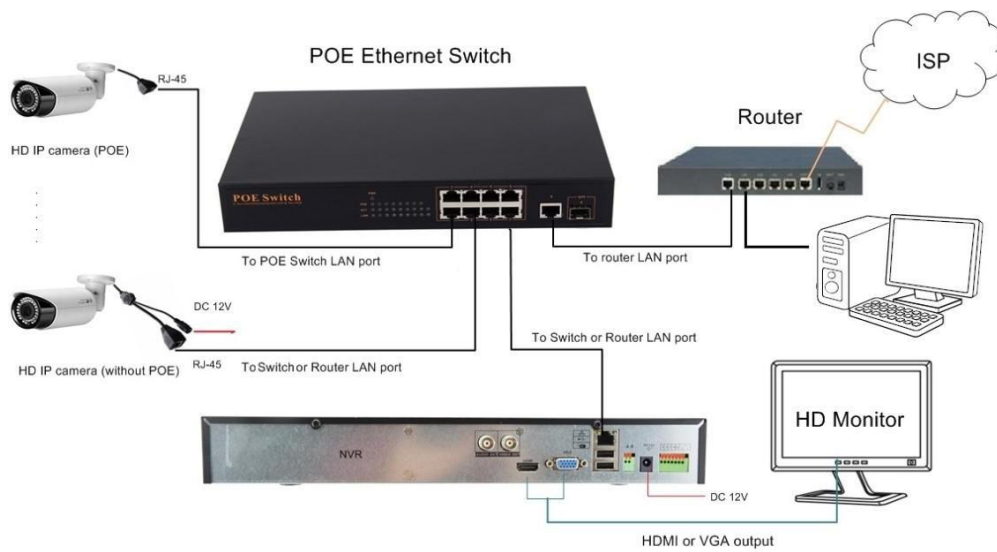 POE Ethernet Switch
ISP
Router
RJ-45
HD IP camera (POE)
POE Switch
To POE Switch LAN port
To router LAN port
DC 12V
RJ-45
HD IP camera (without POE)
To Switch or Router LAN port
To Switch or Router LAN port
HD Monitor
NVR
DC 12V
HDMI or VGA output